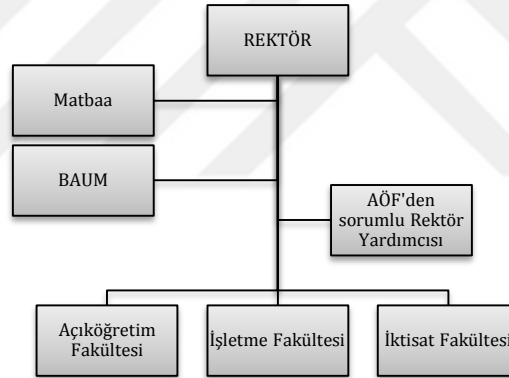 REKTÖR
Matbaa
BAUM
AÖF'den
sorumlu Rektör
Yardımcısı
Açıköğretim
Fakültesi
İşletme Fakültesi
İktisat Fakültesi